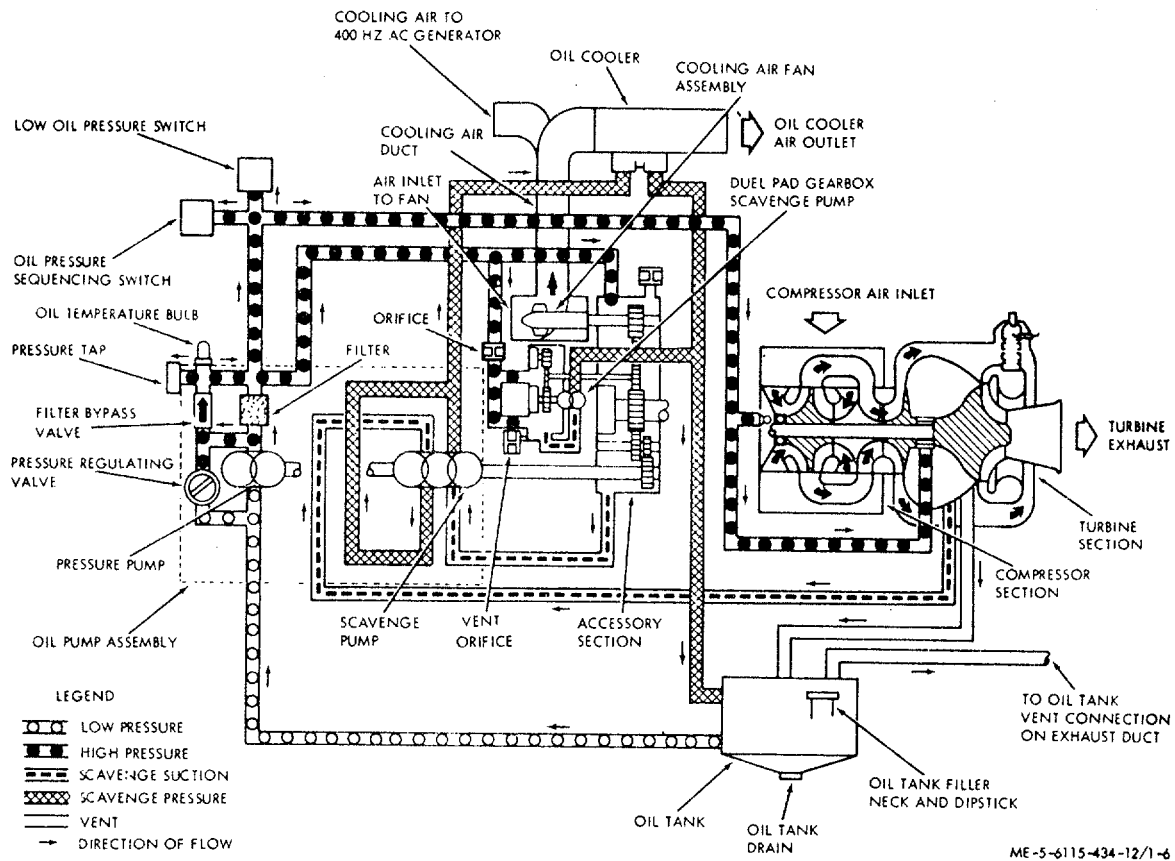 COOLING AIR TO
400 HZ AC GENERATOR
OIL COOLER
COOLING AIR FAN
ASSEMBLY
LOW OIL PRESSURE SWITCH
COOLING AIR
DUCT
OIL COOLER
AIR OUTLET
AIR INLET
TO FAN
DUEL PAD GEARBOX
SCAVENGE PUMP
OIL PRESSURE
SEQUENCING SWITCH
COMPRESSOR AIR INLET
OIL TEMPERATURE BULB
ORIFICE
PRESSURE TAP
FILTER
FILTER BYPASS
VALVE
TURBINE
EXHAUST
PRESSURE REGULATING
VALVE
TURBINE
SECTION
PRESSURE PUMP
COMPRESSOR
SECTION
OIL PUMP ASSEMBLY
SCAVENGE
PUMP
VENT
ORIFICE
ACCESSORY
SECTION
LEGEND
LOW PRESSURE
HIGH PRESSURE
SCAVENGE SUCTION
SCAVENGE PRESSURE
VENT
DIRECTION OF FLOW
TO OIL TANK
VENT CONNECTION
ON EXHAUST DUCT
OIL TANK FILLER
NECK AND DIPSTICK
OIL TANK
OIL TANK
DRAIN
ME-5-6115-434-12/1-6